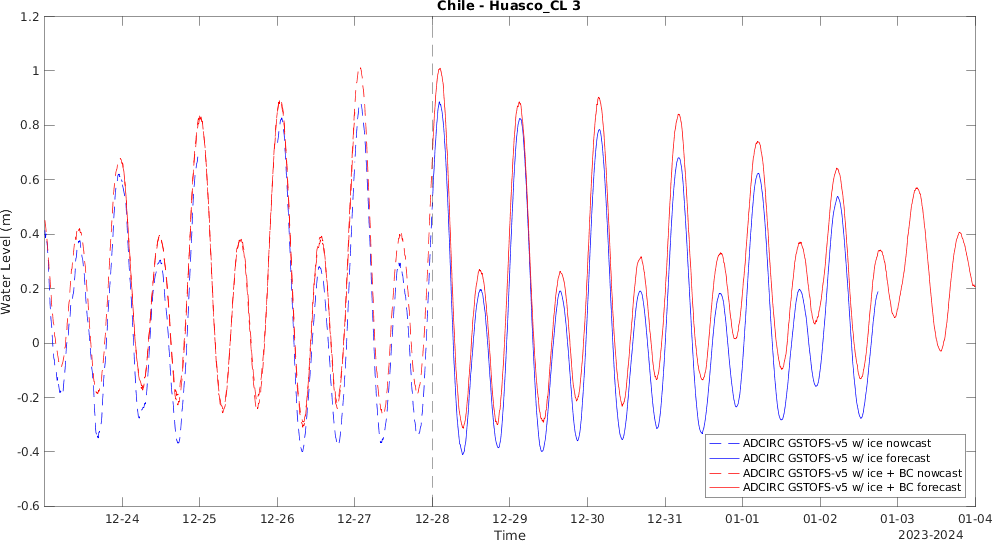 Chile - Huasco_CL 3
1.2
1
0.8
0.6
0.4
0.2
0
-0.2
-0.4
-0.6
Water Level (m)
ADCIRC GSTOFS-v5 w/ ice nowcast
ADCIRC GSTOFS-v5 w/ ice forecast
ADCIRC GSTOFS-v5 w/ ice + BC nowcast
ADCIRC GSTOFS-v5 w/ ice + BC forecast
12-24 12-25 12-26 12-27 12-28 12-29 12-30 12-31 01-01 01-02 01-03 01-04
Time
2023-2024